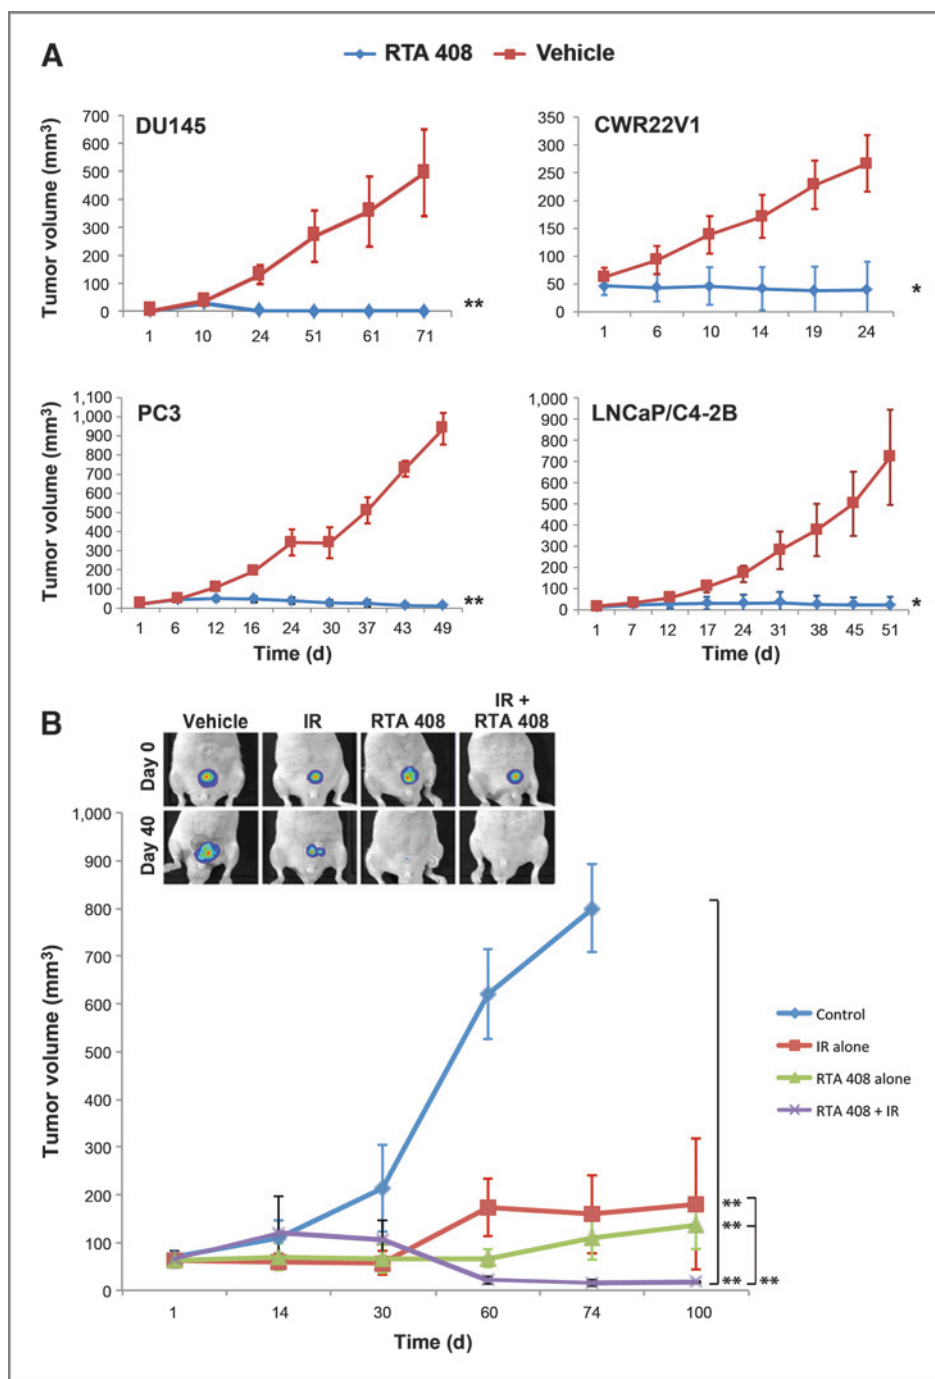 A
RTA 408 Vehicle
DU145
Tumor volume (mm³)
700
600
500
400
300
200
100
0
1 10 24 51 61 71
**
CWR22V1
350
300
250
200
150
100
50
0
1 6 10 14 19 24
*
PC3
Tumor volume (mm³)
1,100
1,000
900
800
700
600
500
400
300
200
100
0
1 6 12 16 24 30 37 43 49
Time (d)
**
LNCaP/C4-2B
1,000
900
800
700
600
500
400
300
200
100
0
1 7 12 17 24 31 38 45 51
Time (d)
*
B
Vehicle IR RTA 408 IR +
RTA 408
Day 0
Day 40
Tumor volume (mm³)
1,000
900
800
700
600
500
400
300
200
100
0
1 14 30 60 74 100
Time (d)
Control
IR alone
RTA 408 alone
RTA 408 + IR
**
**
** **